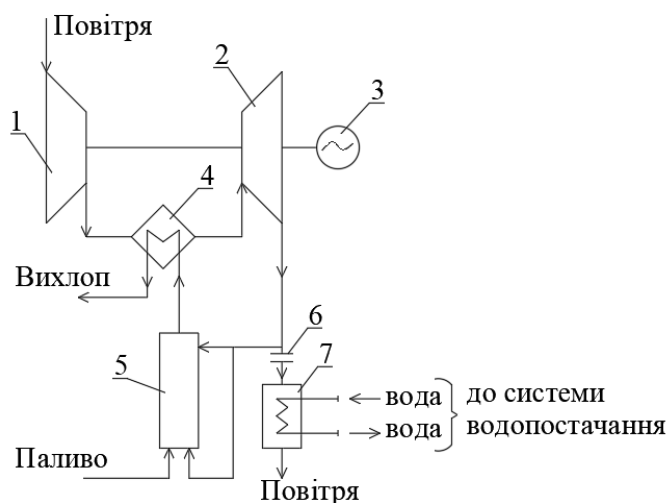 Повітря
2
3
1
4
Вихлоп
6
5
7
вода
до системи
вода
водопостачання
Паливо
Повітря